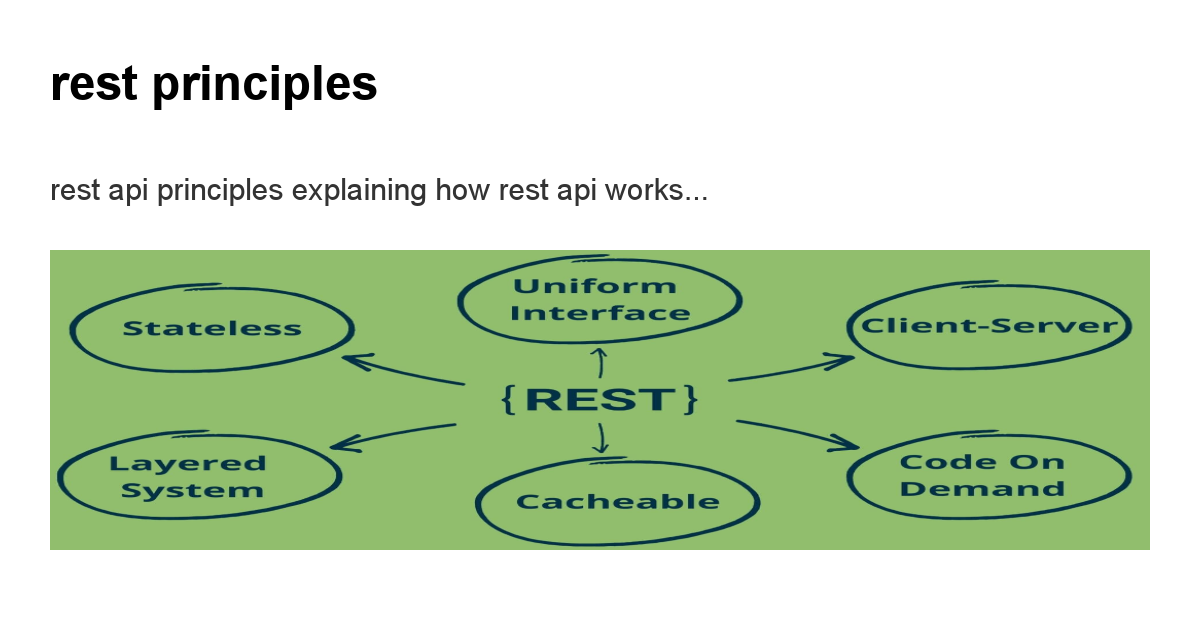 rest principles
rest api principles explaining how rest api works...
Stateless
Uniform
Interface
Client-Server
{REST}
Layered
System
Cacheable
Code On
Demand